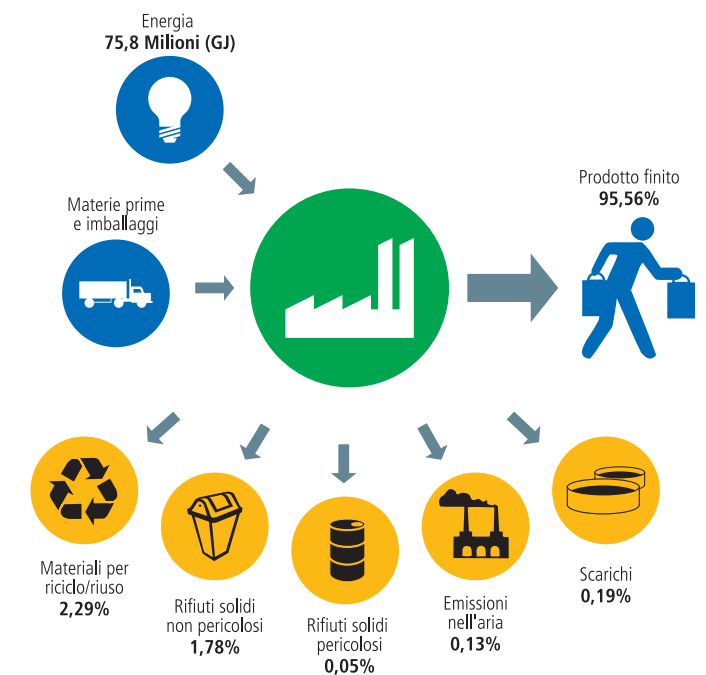 Energia
75,8 Milioni (GJ)
Materie prime
e imballaggi
Prodotto finito
95,56%
Materiali per
riciclo/riuso
2,29%
Rifiuti solidi
non pericolosi
1,78%
Rifiuti solidi
pericolosi
0,05%
Emissioni
nell'aria
0,13%
Scarichi
0,19%